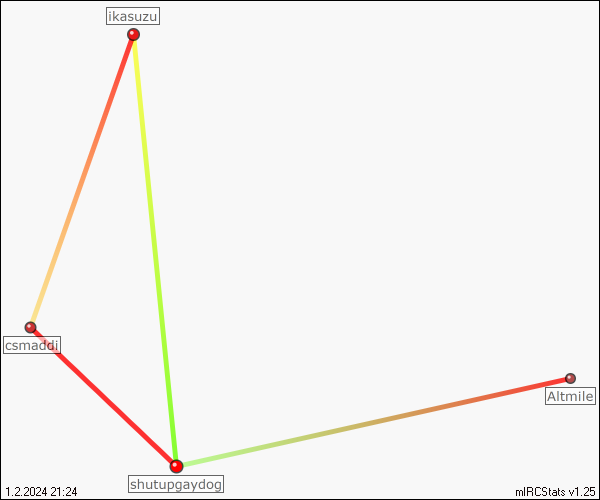 ikasuzu
csmaddi
Altmile
shutupgaydog
1.2.2024 21:24
mIRCStats v1.25